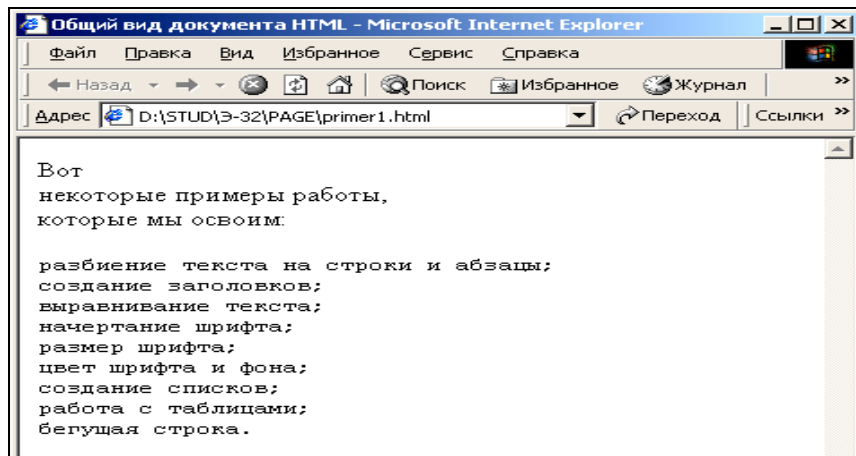 Общий вид документа HTML - Microsoft Internet Explorer
Файл Правка Вид Избранное Сервис Справка
Назад Поиск Избранное Журнал »
Адрес D:\STUD\Э-32\PAGE\primer1.html Переход Ссылки »
Вот
некоторые примеры работы,
которые мы освоим:
разбиение текста на строки и абзацы;
создание заголовков;
выравнивание текста;
начертание шрифта;
размер шрифта;
цвет шрифта и фона;
создание списков;
работа с таблицами;
бегущая строка.